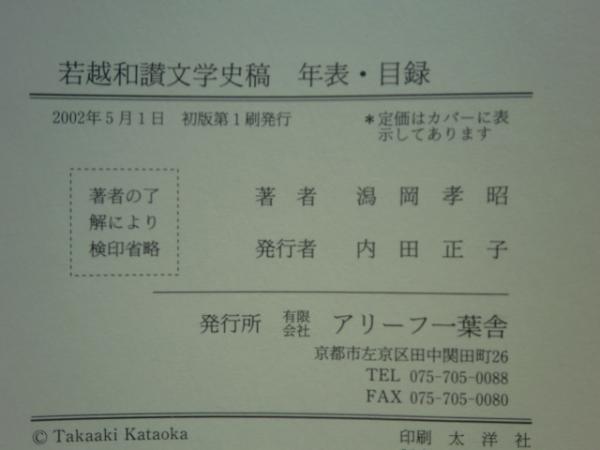 若越和讃文学史稿　年表・目録
2002年5月1日　初版第1刷発行
＊定価はカバーに表
示してあります
著者の了
解により
検印省略
著　者　潟　岡　孝　昭
発行者　内　田　正　子
発行所　有限会社　アリーフ一葉舎
京都市左京区田中関田町26
TEL 075-705-0088
FAX 075-705-0080
© Takaaki Kataoka
印刷　太　洋　社